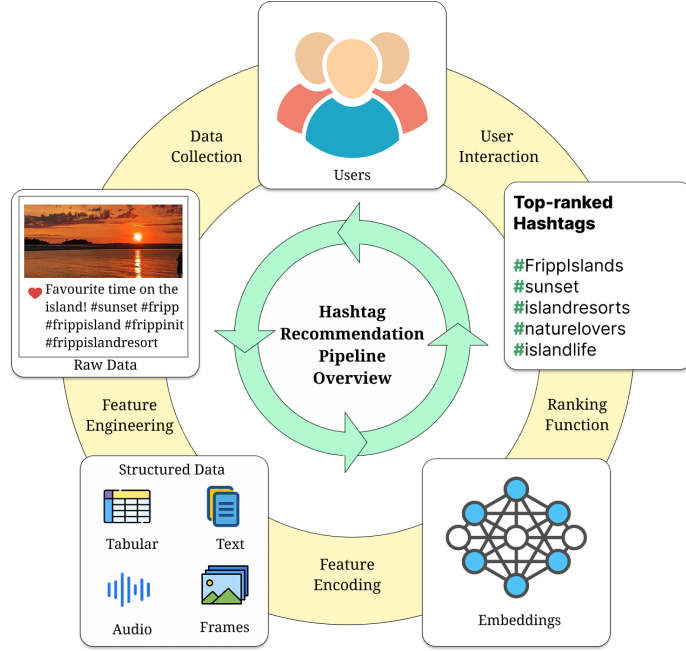 Users
Data
Collection
User
Interaction
Top-ranked
Hashtags
#FrippIslands
#sunset
#islandresorts
#naturelovers
#islandlife
Favourite time on the
island! #sunset #fripp
#frippisland #frippinit
#frippislandresort
Raw Data
Hashtag
Recommendation
Pipeline
Overview
Feature
Engineering
Ranking
Function
Structured Data
Tabular
Text
Audio
Frames
Feature
Encoding
Embeddings